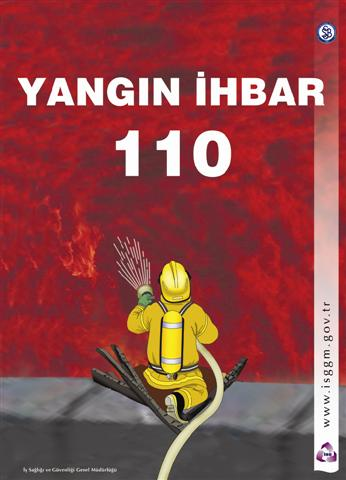 YANGIN İHBAR
110
www.isggm.gov.tr
İş Sağlığı ve Güvenliği Genel Müdürlüğü